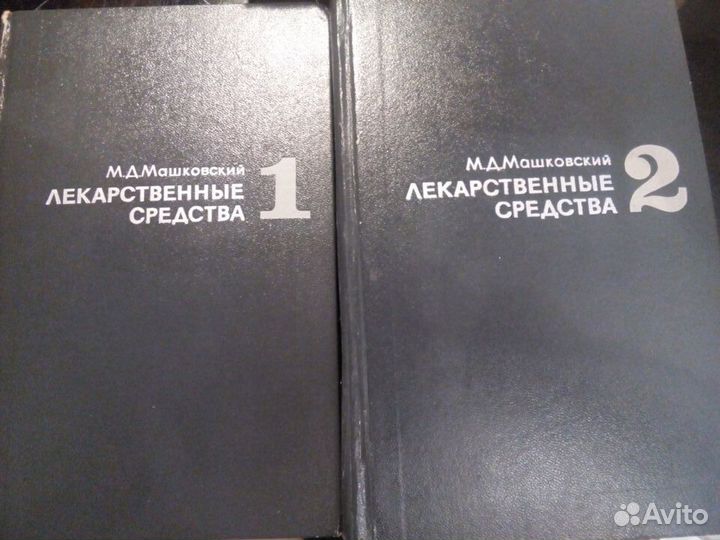 М.Д.Машковский
ЛЕКАРСТВЕННЫЕ
СРЕДСТВА
1
М.Д.Машковский
ЛЕКАРСТВЕННЫЕ
СРЕДСТВА
2
Avito